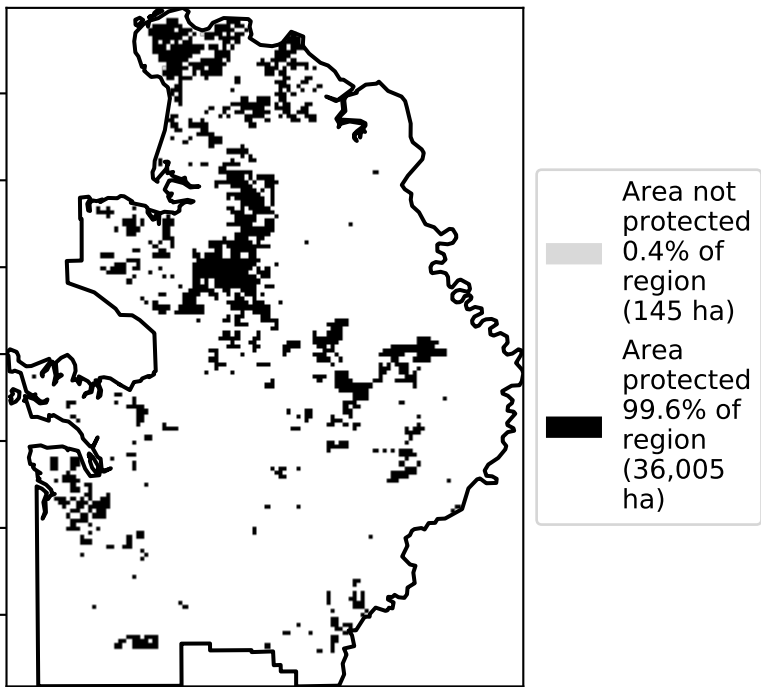 Area not
protected
0.4% of
region
(145 ha)
Area
protected
99.6% of
region
(36,005
ha)